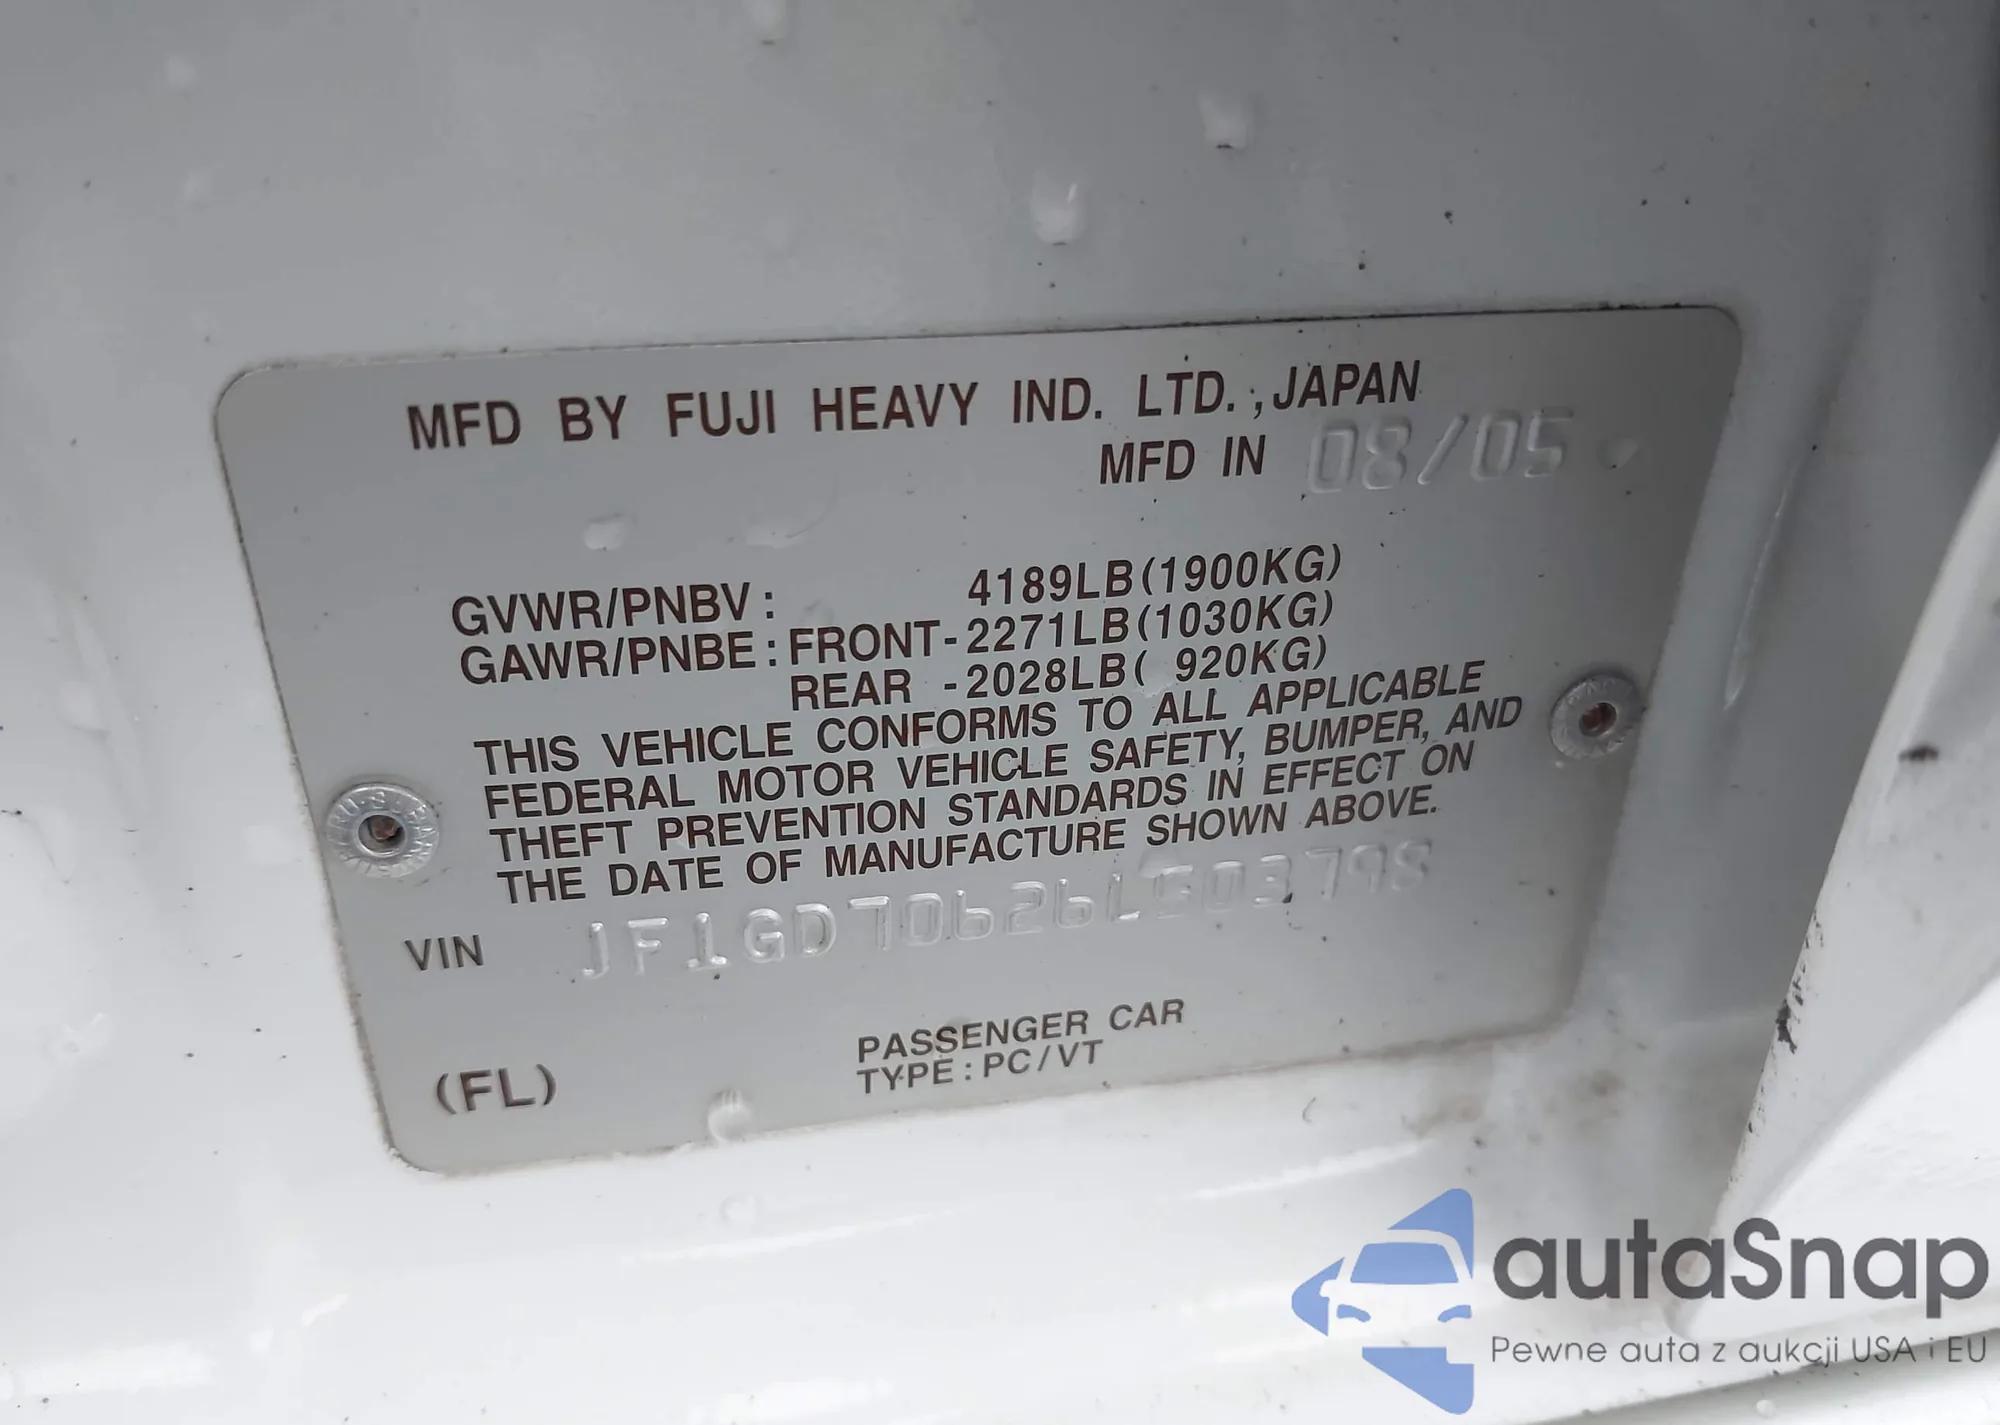 MFD BY FUJI HEAVY IND. LTD.,JAPAN
MFD IN 08/05
GVWR/PNBV: 4189LB(1900KG)
GAWR/PNBE:FRONT-2271LB(1030KG)
REAR -2028LB( 920KG)
THIS VEHICLE CONFORMS TO ALL APPLICABLE
FEDERAL MOTOR VEHICLE SAFETY, BUMPER, AND
THEFT PREVENTION STANDARDS IN EFFECT ON
THE DATE OF MANUFACTURE SHOWN ABOVE.
VIN JF1GD70626L503798
PASSENGER CAR
(FL) TYPE:PC/VT
autaSnap
Pewne auta z aukcji USA i EU